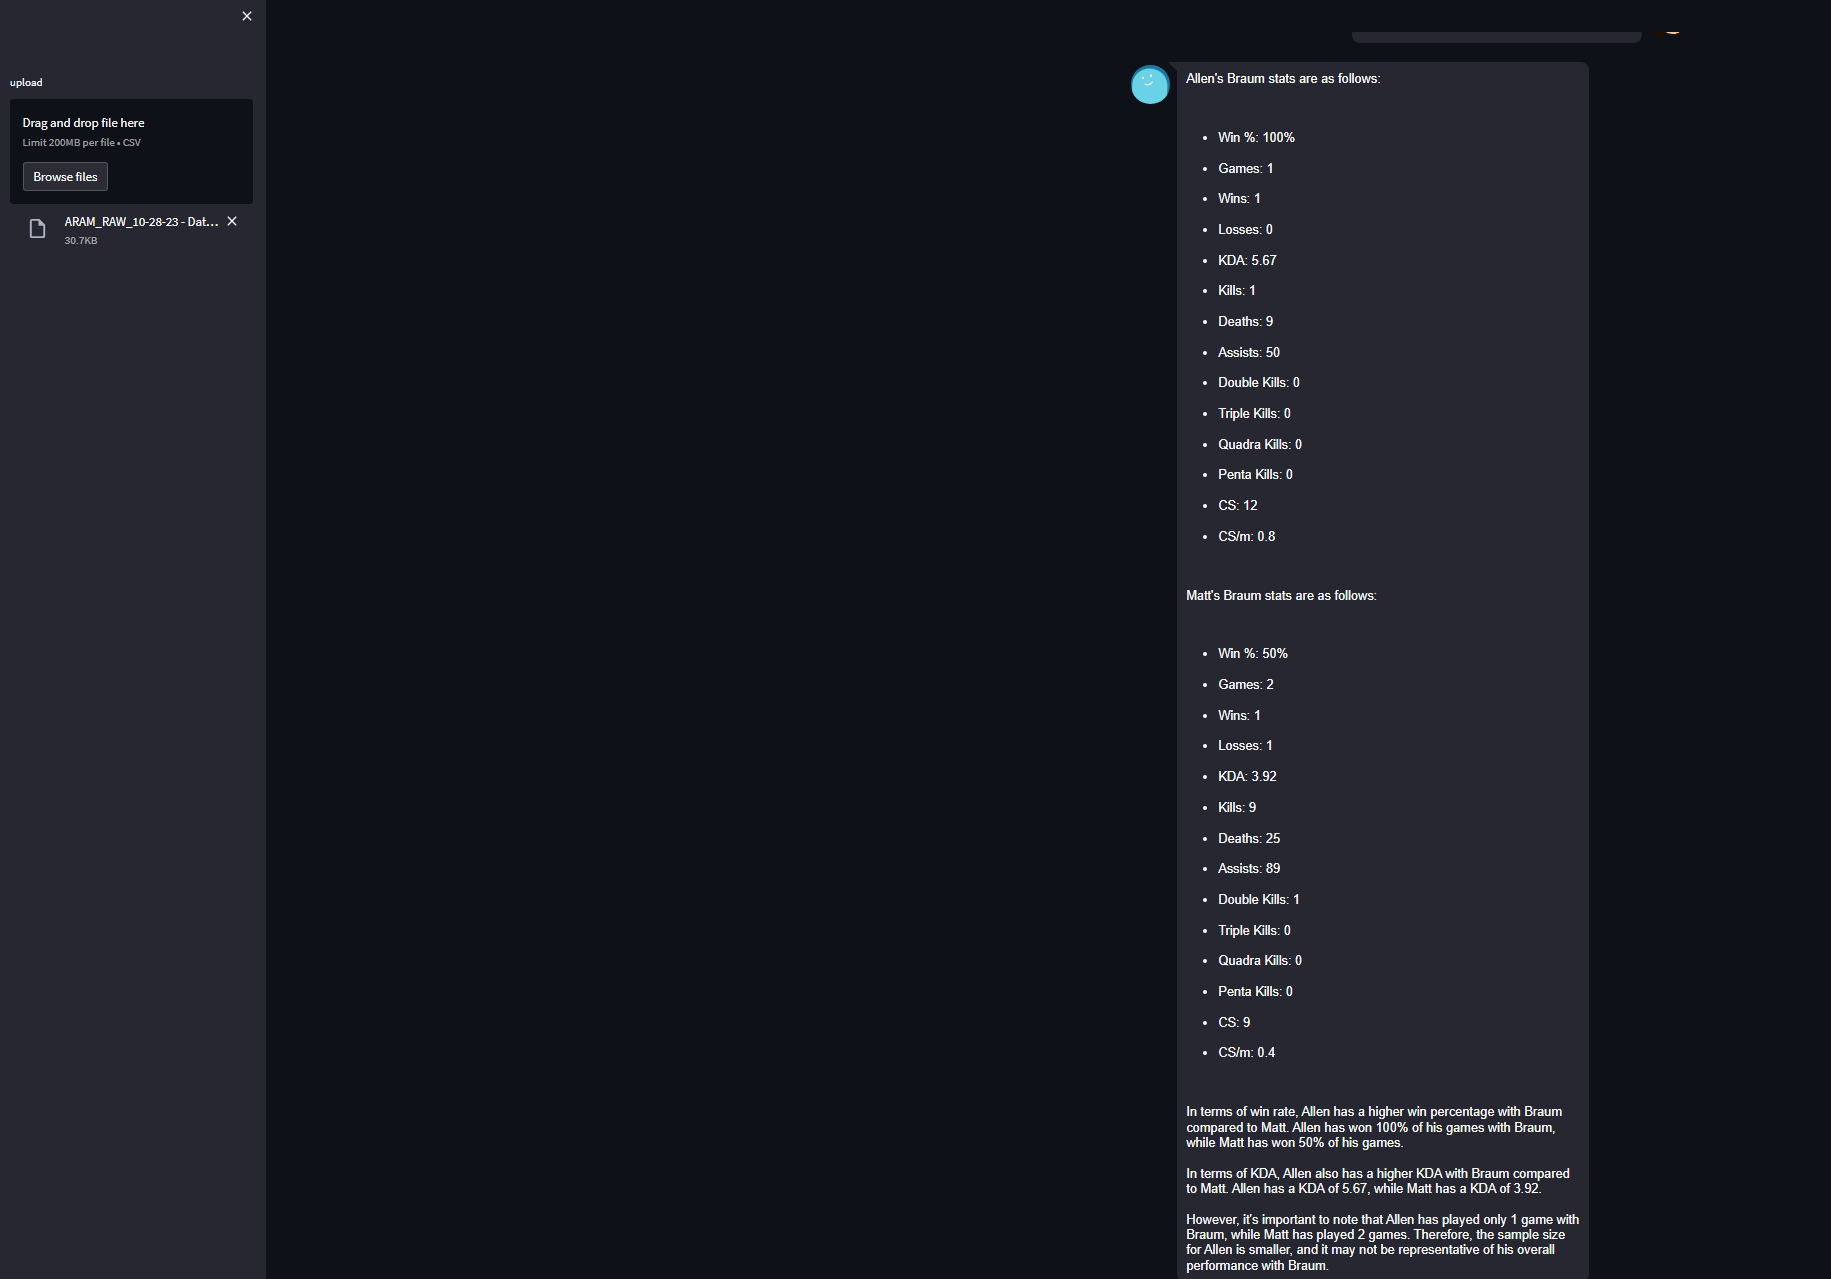 upload
Drag and drop file here
Limit 200MB per file • CSV
Browse files
ARAM_RAW_10-28-23 - Dat...
30.7KB
Allen's Braum stats are as follows:
• Win %: 100%
• Games: 1
• Wins: 1
• Losses: 0
• KDA: 5.67
• Kills: 1
• Deaths: 9
• Assists: 50
• Double Kills: 0
• Triple Kills: 0
• Quadra Kills: 0
• Penta Kills: 0
• CS: 12
• CS/m: 0.8
Matt's Braum stats are as follows:
• Win %: 50%
• Games: 2
• Wins: 1
• Losses: 1
• KDA: 3.92
• Kills: 9
• Deaths: 25
• Assists: 89
• Double Kills: 1
• Triple Kills: 0
• Quadra Kills: 0
• Penta Kills: 0
• CS: 9
• CS/m: 0.4
In terms of win rate, Allen has a higher win percentage with Braum
compared to Matt. Allen has won 100% of his games with Braum,
while Matt has won 50% of his games.
In terms of KDA, Allen also has a higher KDA with Braum compared
to Matt. Allen has a KDA of 5.67, while Matt has a KDA of 3.92.
However, it's important to note that Allen has played only 1 game with
Braum, while Matt has played 2 games. Therefore, the sample size
for Allen is smaller, and it may not be representative of his overall
performance with Braum.